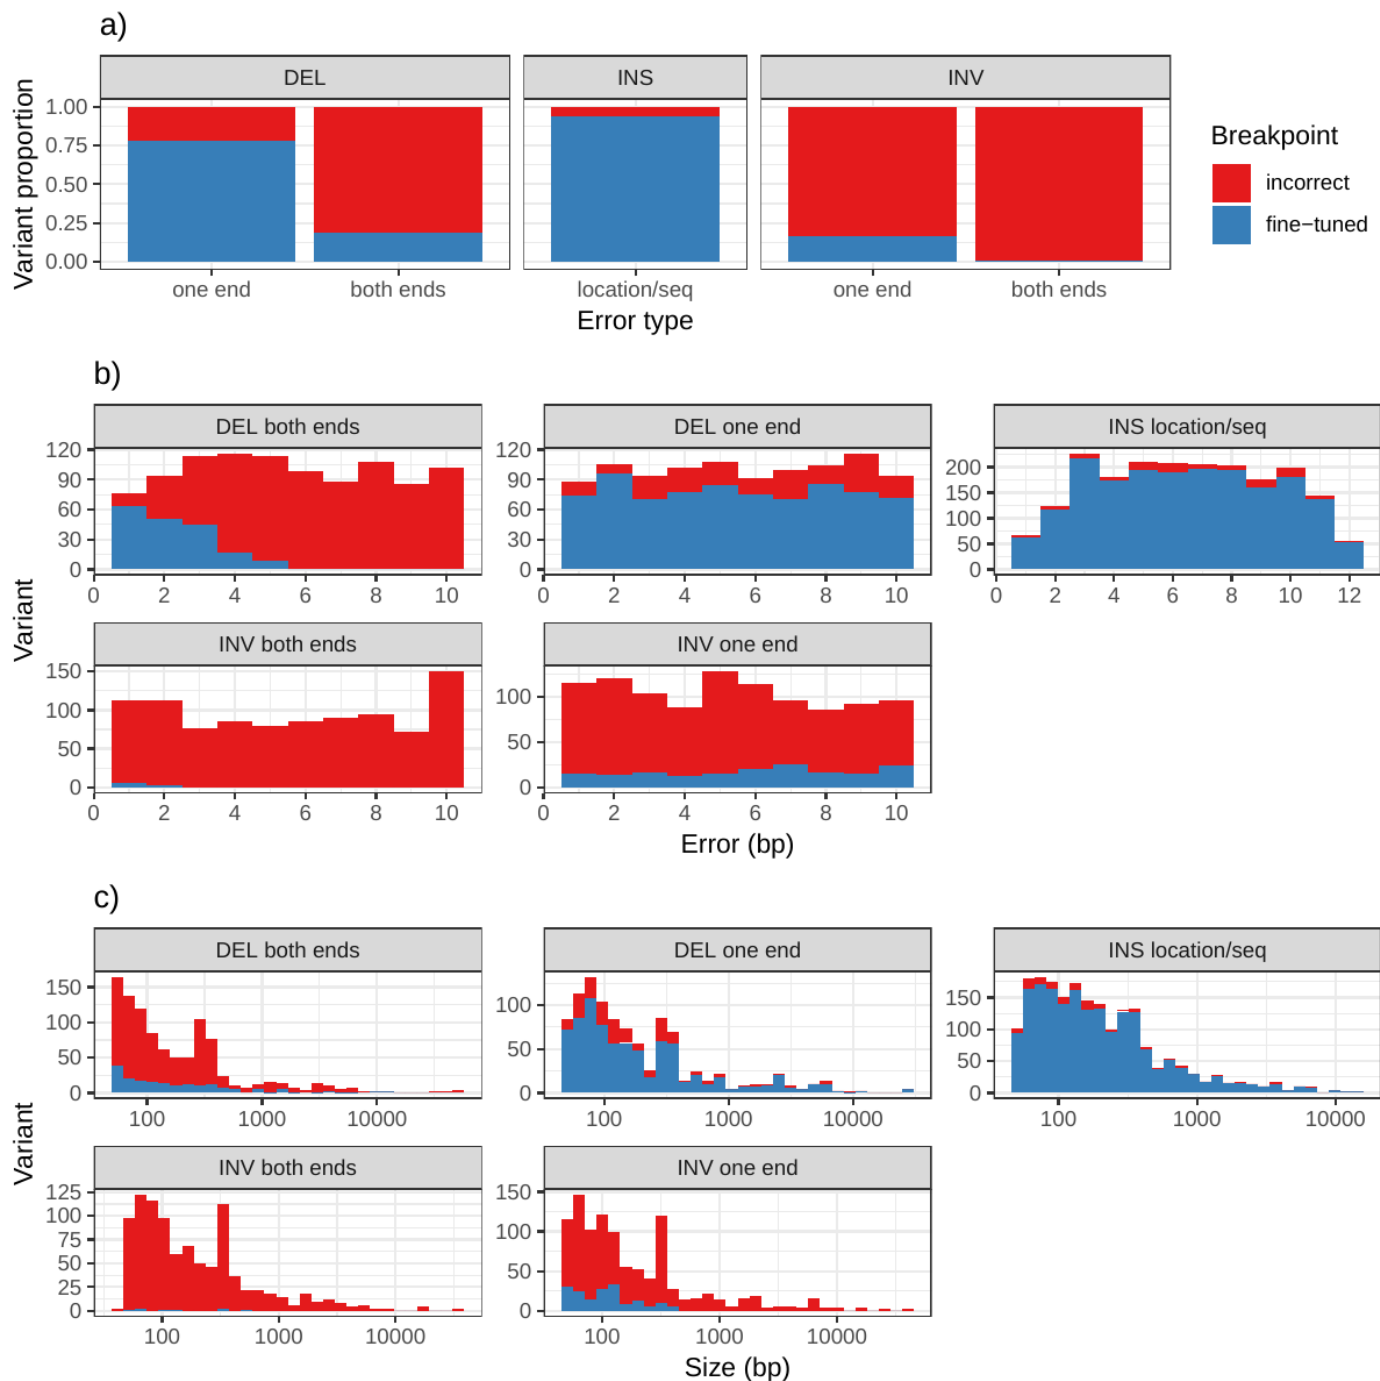 a)
DEL INS INV
Variant proportion
1.00
0.75
0.50
0.25
0.00
one end both ends location/seq one end both ends
Error type
Breakpoint
incorrect
fine−tuned
b)
Variant
DEL both ends
120
90
60
30
0
0 2 4 6 8 10
DEL one end
120
90
60
30
0
0 2 4 6 8 10
INS location/seq
200
150
100
50
0
0 2 4 6 8 10 12
INV both ends
150
100
50
0
0 2 4 6 8 10
INV one end
100
50
0
0 2 4 6 8 10
Error (bp)
c)
Variant
DEL both ends
150
100
50
0
100 1000 10000
DEL one end
100
50
0
100 1000 10000
INS location/seq
150
100
50
0
100 1000 10000
INV both ends
125
100
75
50
25
0
100 1000 10000
INV one end
150
100
50
0
100 1000 10000
Size (bp)